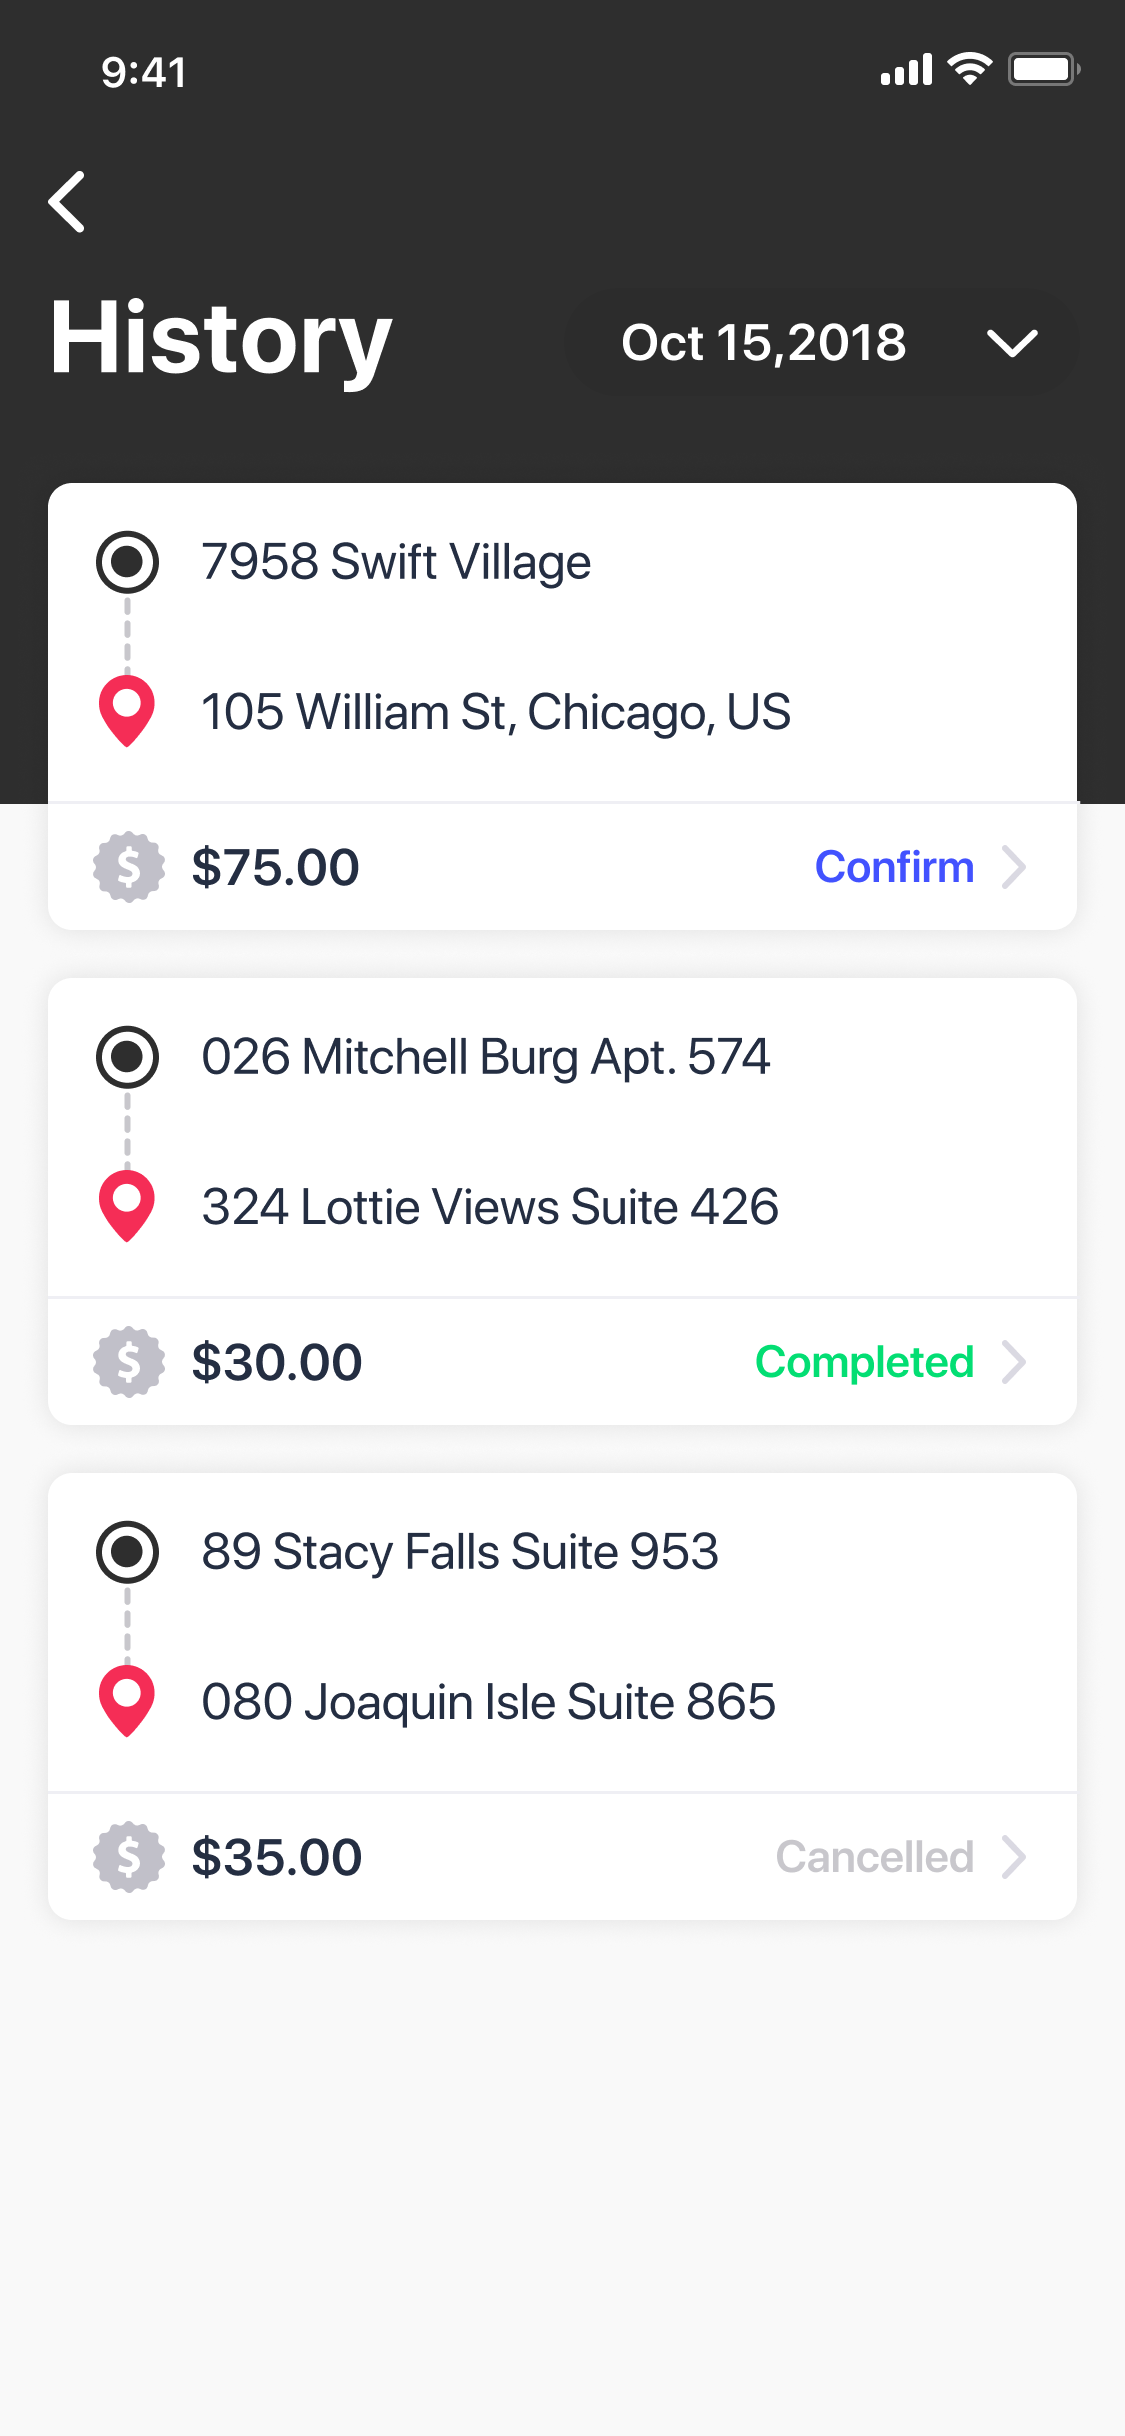 9:41
History
Oct 15,2018
7958 Swift Village
105 William St, Chicago, US
$ $75.00
Confirm
026 Mitchell Burg Apt. 574
324 Lottie Views Suite 426
$ $30.00
Completed
89 Stacy Falls Suite 953
080 Joaquin Isle Suite 865
$ $35.00
Cancelled